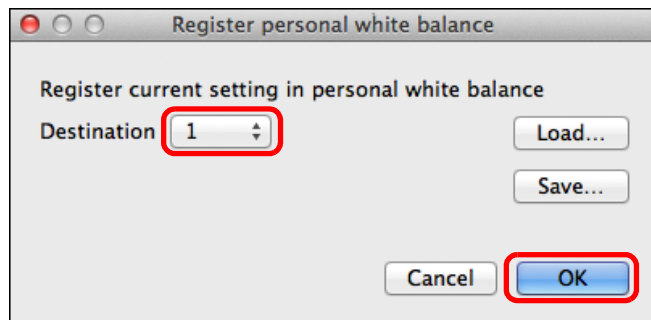 Register personal white balance
Register current setting in personal white balance
Destination 1 Load...
Save...
Cancel OK